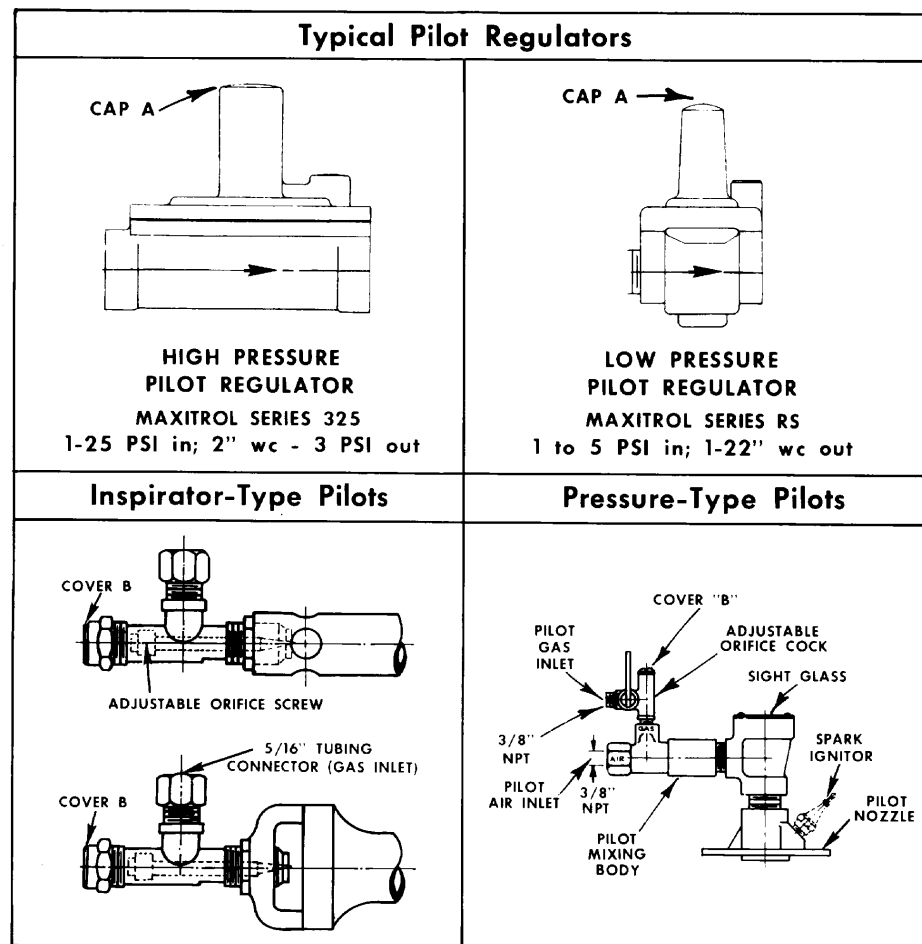 Typical Pilot Regulators
CAP A
HIGH PRESSURE
PILOT REGULATOR
MAXITROL SERIES 325
1-25 PSI in; 2" wc - 3 PSI out
CAP A
LOW PRESSURE
PILOT REGULATOR
MAXITROL SERIES RS
1 to 5 PSI in; 1-22" wc out
Inspirator-Type Pilots
COVER B
ADJUSTABLE ORIFICE SCREW
5/16" TUBING
CONNECTOR (GAS INLET)
COVER B
Pressure-Type Pilots
COVER "B"
PILOT
GAS
INLET
ADJUSTABLE
ORIFICE COCK
SIGHT GLASS
3/8"
NPT
GAS
AIR
SPARK
IGNITOR
PILOT
AIR INLET
3/8"
NPT
PILOT
NOZZLE
PILOT
MIXING
BODY